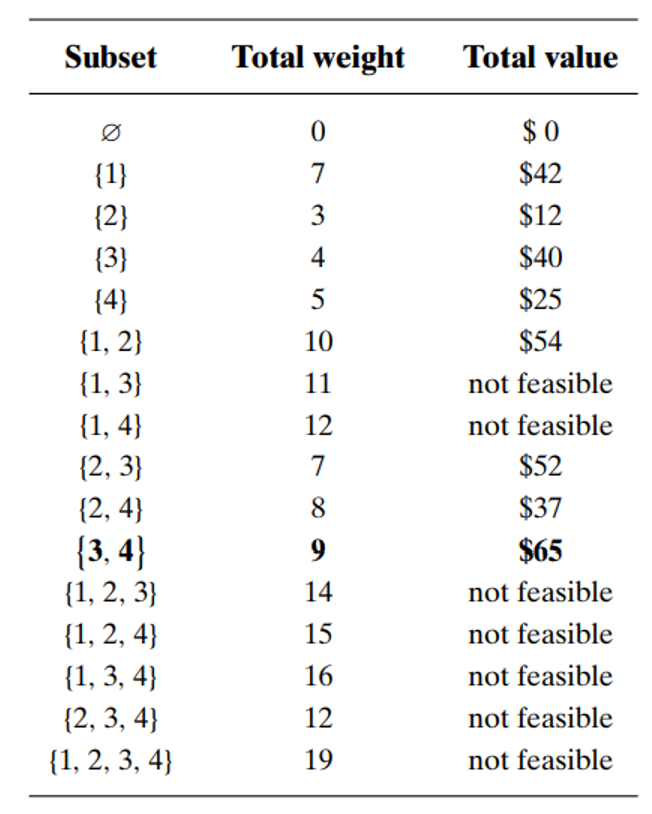 Subset Total weight Total value
∅ 0 $ 0
{1} 7 $42
{2} 3 $12
{3} 4 $40
{4} 5 $25
{1, 2} 10 $54
{1, 3} 11 not feasible
{1, 4} 12 not feasible
{2, 3} 7 $52
{2, 4} 8 $37
{3, 4} 9 $65
{1, 2, 3} 14 not feasible
{1, 2, 4} 15 not feasible
{1, 3, 4} 16 not feasible
{2, 3, 4} 12 not feasible
{1, 2, 3, 4} 19 not feasible